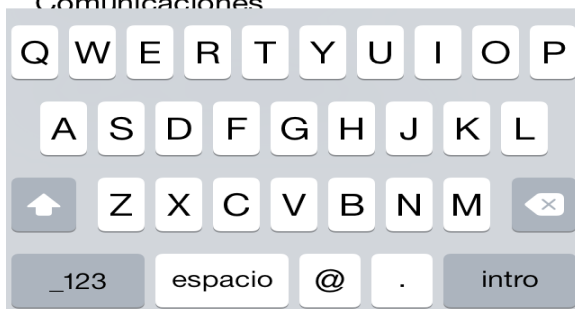 Comunicaciones
Q W E R T Y U I O P
A S D F G H J K L
Z X C V B N M
_123 espacio @ . intro